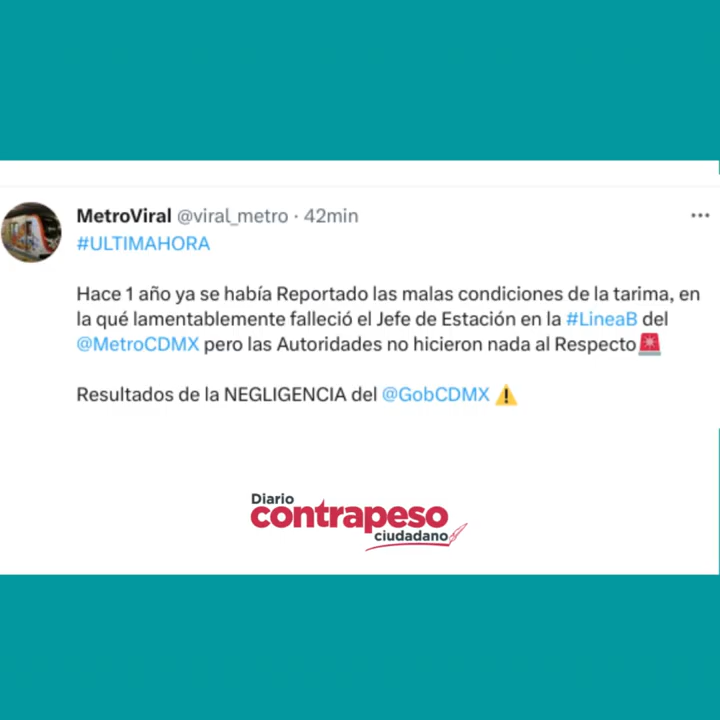 MetroViral @viral_metro · 42min
#ULTIMAHORA
Hace 1 año ya se había Reportado las malas condiciones de la tarima, en
la qué lamentablemente falleció el Jefe de Estación en la #LineaB del
@MetroCDMX pero las Autoridades no hicieron nada al Respecto🚨
Resultados de la NEGLIGENCIA del @GobCDMX ⚠️
Diario
contrapeso
ciudadano